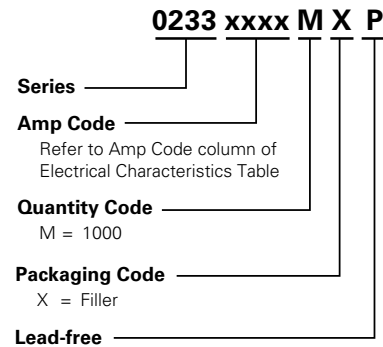 0233 xxxx M X P
Series
Amp Code
Refer to Amp Code column of
Electrical Characteristics Table
Quantity Code
M = 1000
Packaging Code
X = Filler
Lead-free